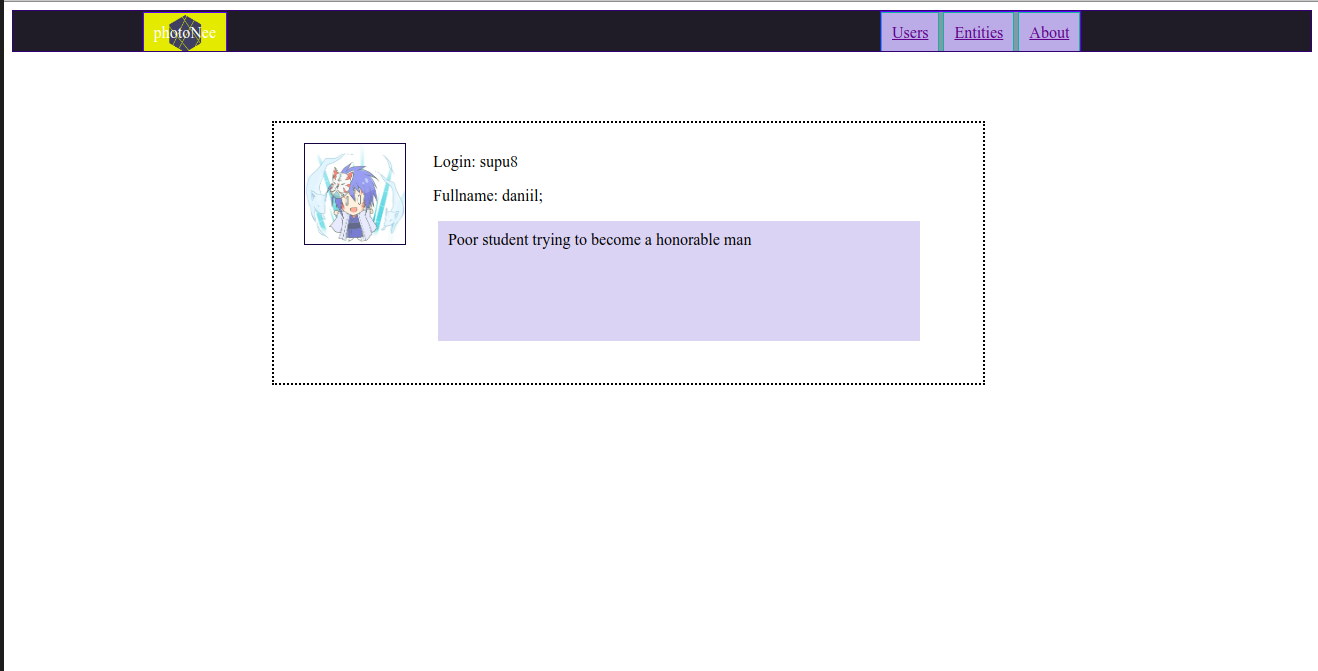 photoNee
Users Entities About
Login: supu8
Fullname: daniil;
Poor student trying to become a honorable man